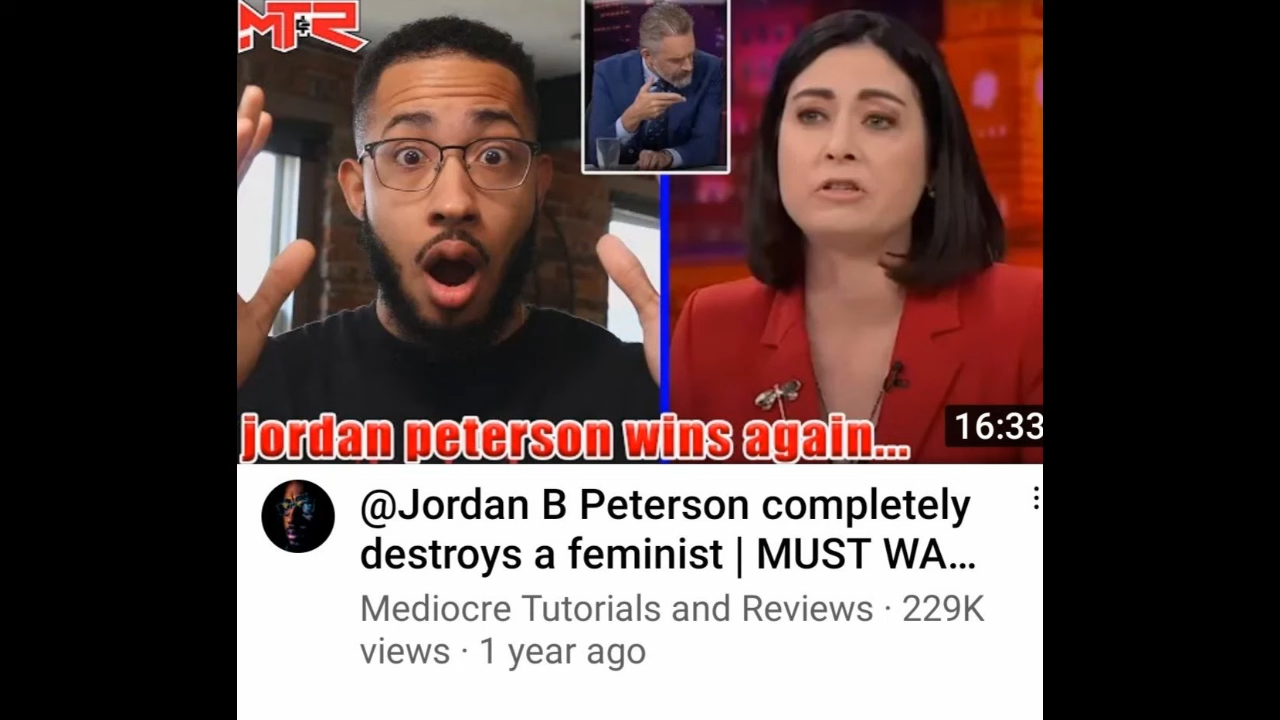 MT&R
jordan peterson wins again...
16:33
@Jordan B Peterson completely
destroys a feminist | MUST WA...
Mediocre Tutorials and Reviews · 229K
views · 1 year ago